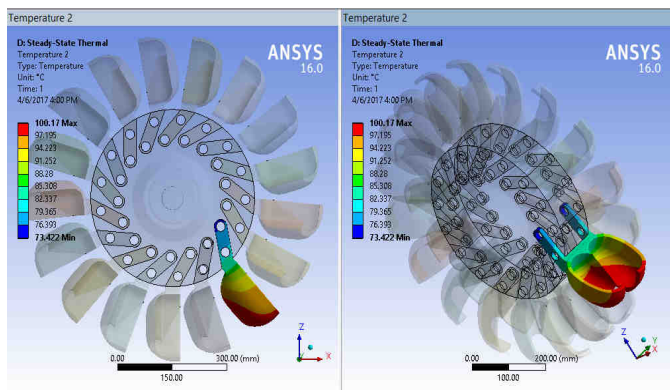 Temperature 2
D: Steady-State Thermal
Temperature 2
Type: Temperature
Unit: °C
Time: 1
4/6/2017 4:00 PM
ANSYS
16.0
100.17 Max
97.195
94.223
91.252
88.28
85.308
82.337
79.365
76.393
73.422 Min
0.00
300.00 (mm)
150.00
Z
Y
X
Temperature 2
D: Steady-State Thermal
Temperature 2
Type: Temperature
Unit: °C
Time: 1
4/6/2017 4:00 PM
ANSYS
16.0
100.17 Max
97.195
94.223
91.252
88.28
85.308
82.337
79.365
76.393
73.422 Min
0.00
200.00 (mm)
100.00
Z
Y
X